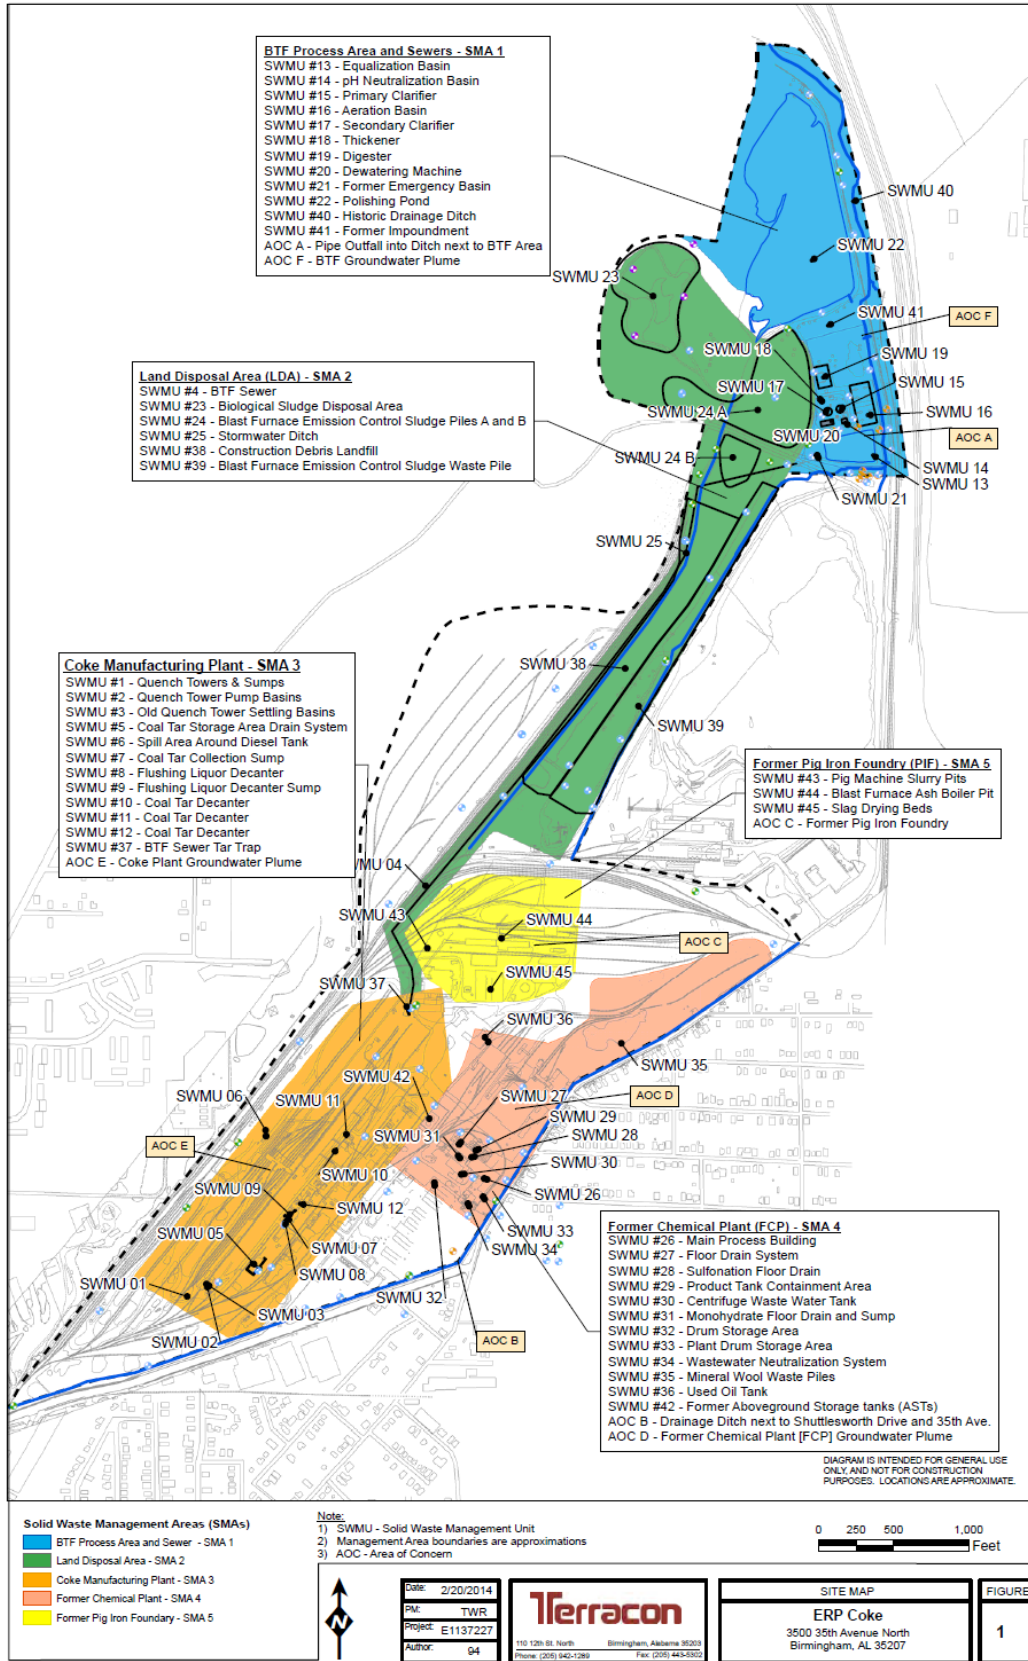 BTF Process Area and Sewers - SMA 1
SWMU #13 - Equalization Basin
SWMU #14 - pH Neutralization Basin
SWMU #15 - Primary Clarifier
SWMU #16 - Aeration Basin
SWMU #17 - Secondary Clarifier
SWMU #18 - Thickener
SWMU #19 - Digester
SWMU #20 - Dewatering Machine
SWMU #21 - Former Emergency Basin
SWMU #22 - Polishing Pond
SWMU #40 - Historic Drainage Ditch
SWMU #41 - Former Impoundment
AOC A - Pipe Outfall into Ditch next to BTF Area
AOC F - BTF Groundwater Plume
SWMU 40
SWMU 22
SWMU 23
SWMU 41
AOC F
SWMU 18
SWMU 19
SWMU 17
SWMU 15
SWMU 24 A
SWMU 16
SWMU 20
AOC A
SWMU 24 B
SWMU 14
SWMU 13
SWMU 21
Land Disposal Area (LDA) - SMA 2
SWMU #4 - BTF Sewer
SWMU #23 - Biological Sludge Disposal Area
SWMU #24 - Blast Furnace Emission Control Sludge Piles A and B
SWMU #25 - Stormwater Ditch
SWMU #38 - Construction Debris Landfill
SWMU #39 - Blast Furnace Emission Control Sludge Waste Pile
SWMU 25
SWMU 38
SWMU 39
Coke Manufacturing Plant - SMA 3
SWMU #1 - Quench Towers & Sumps
SWMU #2 - Quench Tower Pump Basins
SWMU #3 - Old Quench Tower Settling Basins
SWMU #5 - Coal Tar Storage Area Drain System
SWMU #6 - Spill Area Around Diesel Tank
SWMU #7 - Coal Tar Collection Sump
SWMU #8 - Flushing Liquor Decanter
SWMU #9 - Flushing Liquor Decanter Sump
SWMU #10 - Coal Tar Decanter
SWMU #11 - Coal Tar Decanter
SWMU #12 - Coal Tar Decanter
SWMU #37 - BTF Sewer Tar Trap
AOC E - Coke Plant Groundwater Plume
Former Pig Iron Foundry (PIF) - SMA 5
SWMU #43 - Pig Machine Slurry Pits
SWMU #44 - Blast Furnace Ash Boiler Pit
SWMU #45 - Slag Drying Beds
AOC C - Former Pig Iron Foundry
MU 04
SWMU 43
SWMU 44
AOC C
SWMU 45
SWMU 37
SWMU 36
SWMU 35
SWMU 42
SWMU 27
AOC D
SWMU 06
SWMU 11
SWMU 29
SWMU 31
SWMU 28
AOC E
SWMU 10
SWMU 30
SWMU 09
SWMU 26
SWMU 12
SWMU 05
SWMU 07
SWMU 33
SWMU 34
SWMU 08
SWMU 01
SWMU 03
SWMU 32
SWMU 02
AOC B
Former Chemical Plant (FCP) - SMA 4
SWMU #26 - Main Process Building
SWMU #27 - Floor Drain System
SWMU #28 - Sulfonation Floor Drain
SWMU #29 - Product Tank Containment Area
SWMU #30 - Centrifuge Waste Water Tank
SWMU #31 - Monohydrate Floor Drain and Sump
SWMU #32 - Drum Storage Area
SWMU #33 - Plant Drum Storage Area
SWMU #34 - Wastewater Neutralization System
SWMU #35 - Mineral Wool Waste Piles
SWMU #36 - Used Oil Tank
SWMU #42 - Former Aboveground Storage tanks (ASTs)
AOC B - Drainage Ditch next to Shuttlesworth Drive and 35th Ave.
AOC D - Former Chemical Plant [FCP] Groundwater Plume
DIAGRAM IS INTENDED FOR GENERAL USE
ONLY, AND NOT FOR CONSTRUCTION
PURPOSES. LOCATIONS ARE APPROXIMATE.
Solid Waste Management Areas (SMAs)
BTF Process Area and Sewer - SMA 1
Land Disposal Area - SMA 2
Coke Manufacturing Plant - SMA 3
Former Chemical Plant - SMA 4
Former Pig Iron Foundary - SMA 5
Note:
1) SWMU - Solid Waste Management Unit
2) Management Area boundaries are approximations
3) AOC - Area of Concern
0 250 500 1,000
Feet
N
Date: 2/20/2014
PM: TWR
Project: E1137227
Author: 94
Terracon
110 12th St. North Birmingham, Alabama 35203
Phone: (205) 942-1289 Fax: (205) 443-5302
SITE MAP
ERP Coke
3500 35th Avenue North
Birmingham, AL 35207
FIGURE
1